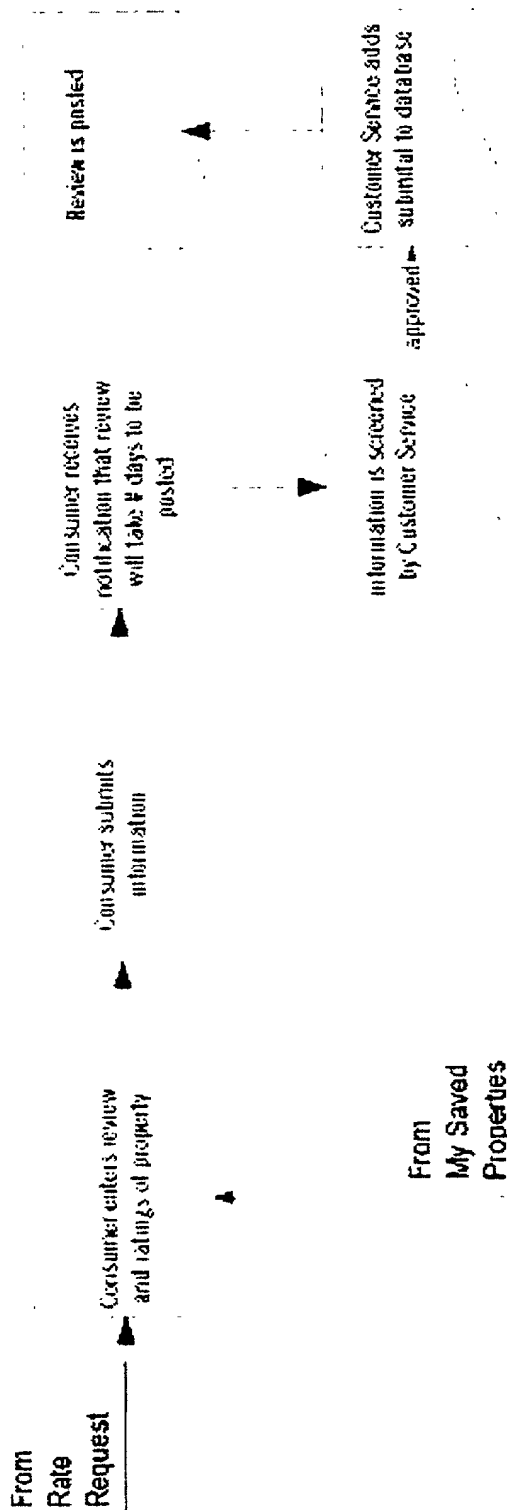 From
Rate
Request
Consumer enters review
and ratings of property
From
My Saved
Properties
Consumer submits
information
Consumer receives
notification that review
will take # days to be
posted
Information is screened
by Customer Service
approved
Customer Service adds
submittal to database
Review is posted